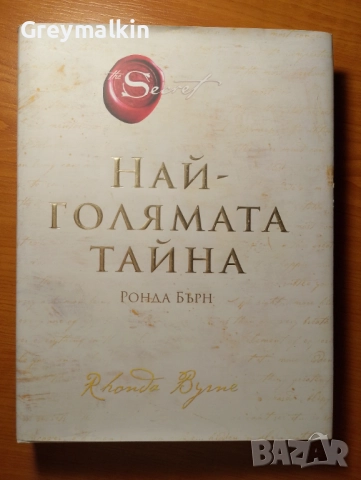 Greymalkin
the Secret
НАЙ-
ГОЛЯМАТА
ТАЙНА
РОНДА БЪРН
Rhonda Byrne
BAZAR